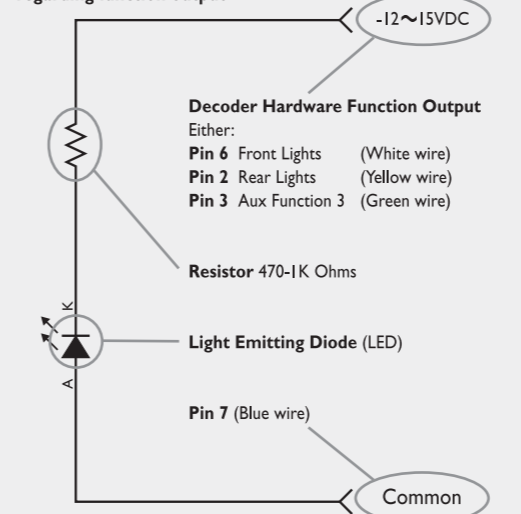 -12~15VDC
Decoder Hardware Function Output
Either:
Pin 6 Front Lights (White wire)
Pin 2 Rear Lights (Yellow wire)
Pin 3 Aux Function 3 (Green wire)
Resistor 470-1K Ohms
K
Light Emitting Diode (LED)
A
Pin 7 (Blue wire)
Common